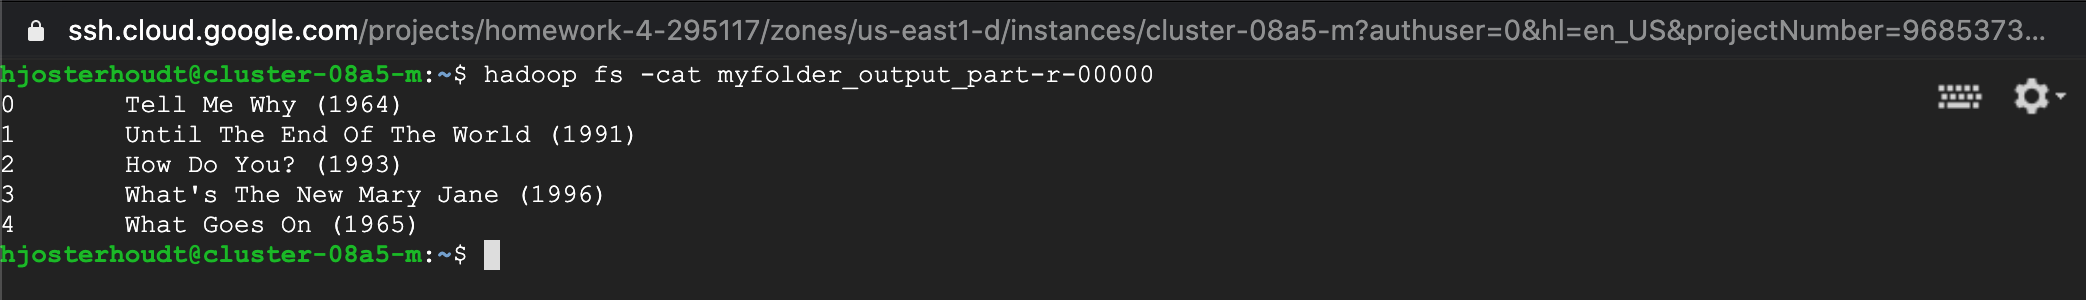 ssh.cloud.google.com/projects/homework-4-295117/zones/us-east1-d/instances/cluster-08a5-m?authuser=0&hl=en_US&projectNumber=9685373...
hjosterhoudt@cluster-08a5-m:~$ hadoop fs -cat myfolder_output_part-r-00000
0 Tell Me Why (1964)
1 Until The End Of The World (1991)
2 How Do You? (1993)
3 What's The New Mary Jane (1996)
4 What Goes On (1965)
hjosterhoudt@cluster-08a5-m:~$